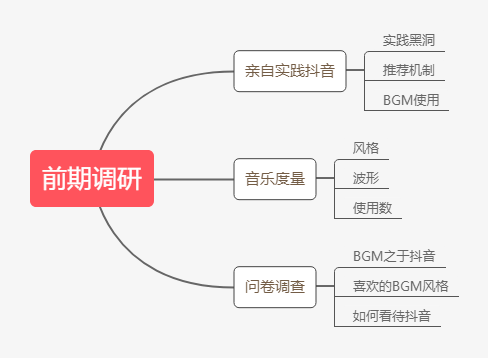 前期调研
亲自实践抖音
实践黑洞
推荐机制
BGM使用
音乐度量
风格
波形
使用数
问卷调查
BGM之于抖音
喜欢的BGM风格
如何看待抖音